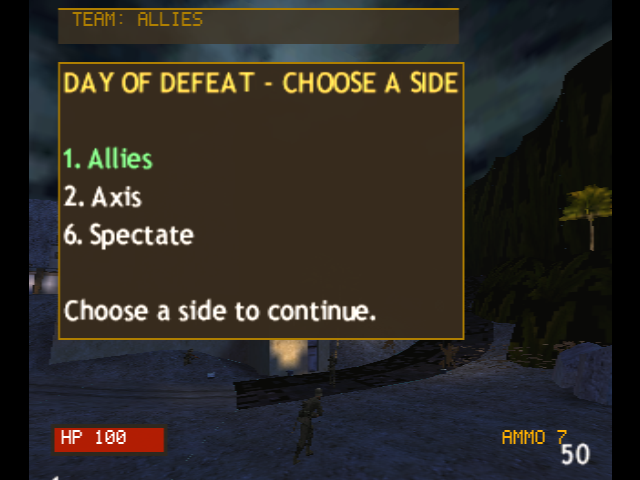 TEAM: ALLIES
DAY OF DEFEAT - CHOOSE A SIDE
1. Allies
2. Axis
6. Spectate
Choose a side to continue.
HP 100
AMMO 7
50